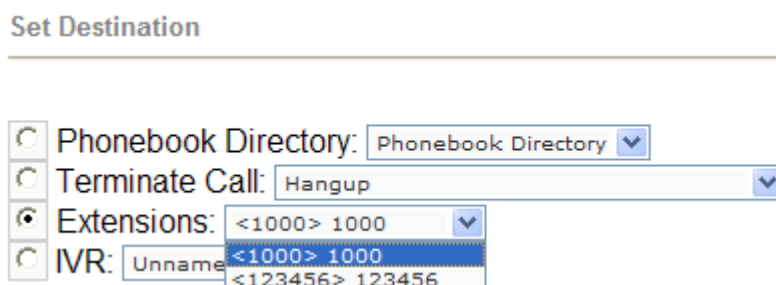 Set Destination
Phonebook Directory: Phonebook Directory
Terminate Call: Hangup
Extensions: <1000> 1000
<1000> 1000
IVR: Unname
<123456> 123456